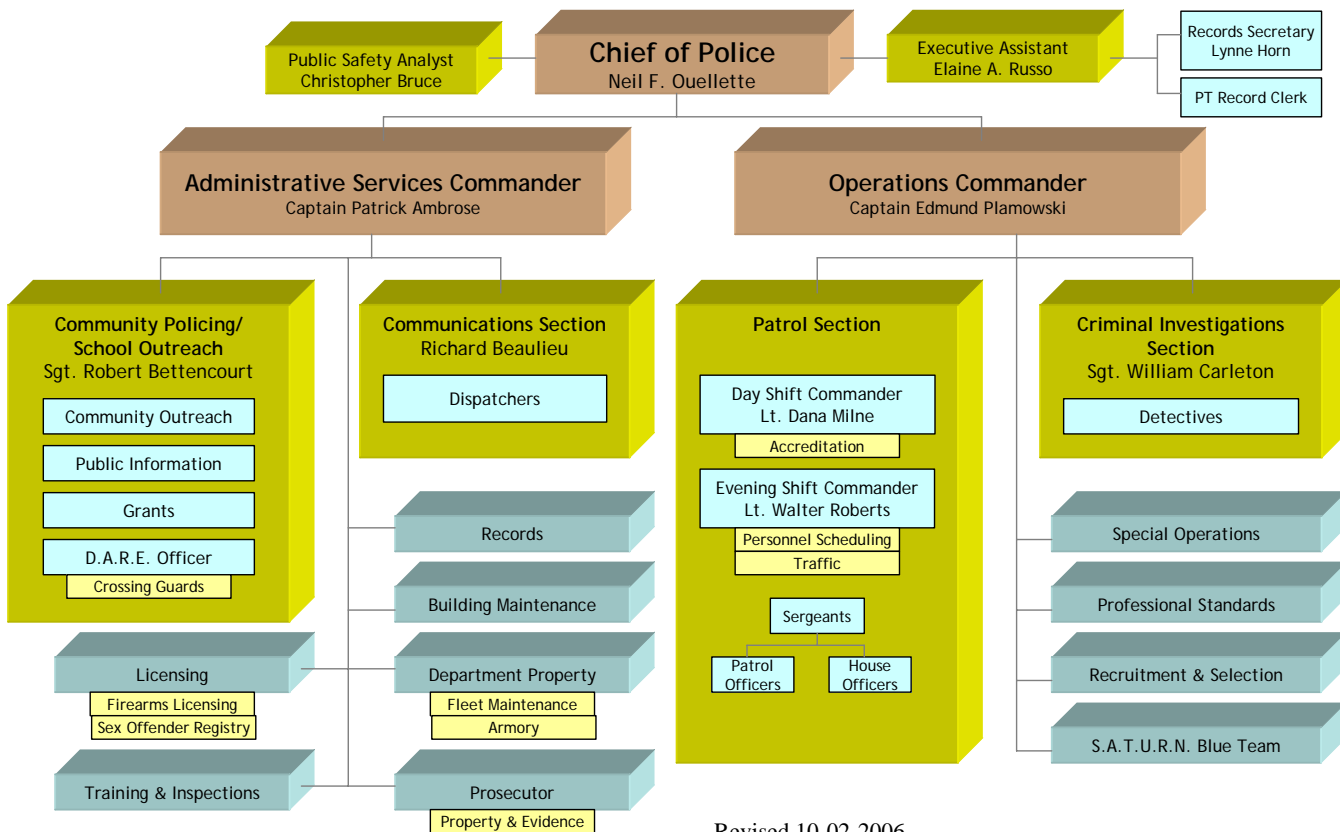 Public Safety Analyst
Christopher Bruce
Chief of Police
Neil F. Ouellette
Executive Assistant
Elaine A. Russo
Records Secretary
Lynne Horn
PT Record Clerk
Administrative Services Commander
Captain Patrick Ambrose
Operations Commander
Captain Edmund Plamowski
Community Policing/
School Outreach
Sgt. Robert Bettencourt
Community Outreach
Public Information
Grants
D.A.R.E. Officer
Crossing Guards
Communications Section
Richard Beaulieu
Dispatchers
Records
Building Maintenance
Licensing
Firearms Licensing
Sex Offender Registry
Department Property
Fleet Maintenance
Armory
Training & Inspections
Prosecutor
Property & Evidence
Patrol Section
Day Shift Commander
Lt. Dana Milne
Accreditation
Evening Shift Commander
Lt. Walter Roberts
Personnel Scheduling
Traffic
Sergeants
Patrol
Officers
House
Officers
Criminal Investigations
Section
Sgt. William Carleton
Detectives
Special Operations
Professional Standards
Recruitment & Selection
S.A.T.U.R.N. Blue Team
Revised 10-02-2006